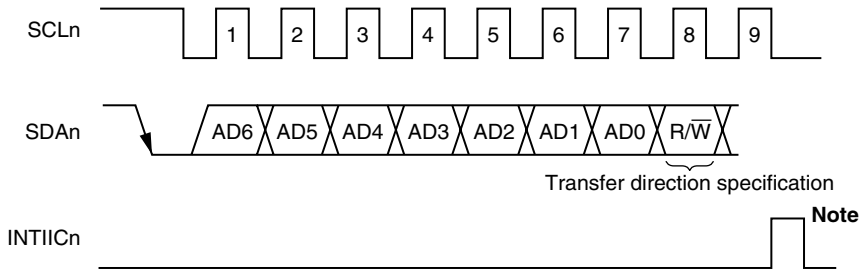 SCLn 1 2 3 4 5 6 7 8 9
SDAn AD6 AD5 AD4 AD3 AD2 AD1 AD0 R/W̅
Transfer direction specification
Note
INTIICn